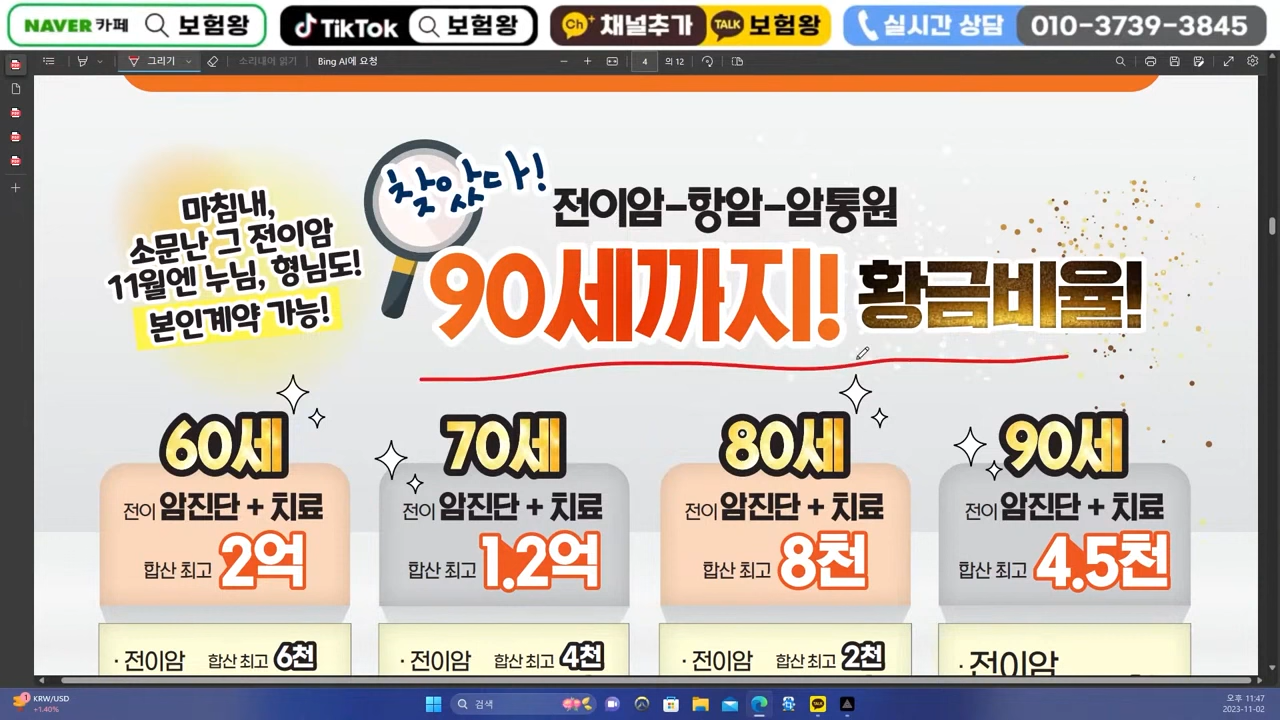 NAVER 카페 보험왕 TikTok 보험왕 Ch+ 채널추가 TALK 보험왕 실시간 상담 010-3739-3845
그리기 소리내어 읽기 Bing AI에 요청 4 의 12
찾았다!
마침내,
소문난 그 전이암
11월엔 누님, 형님도!
본인계약 가능!
전이암-항암-암통원
90세까지! 황금비율!
60세 70세 80세 90세
전이 암진단 + 치료 전이 암진단 + 치료 전이 암진단 + 치료 전이 암진단 + 치료
합산 최고 2억 합산 최고 1.2억 합산 최고 8천 합산 최고 4.5천
· 전이암 합산 최고 6천 · 전이암 합산 최고 4천 · 전이암 합산 최고 2천 · 전이암
1 KRW/USD
+1.40%
검색
TALK
오후 11:47
2023-11-02